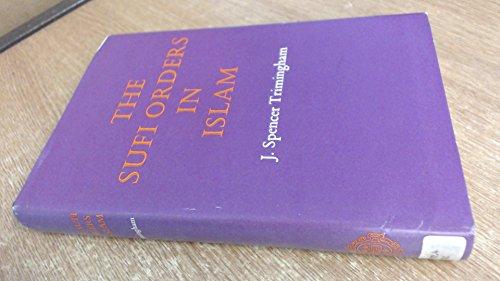 THE
SUFI ORDERS
IN
ISLAM
J. Spencer Trimingham